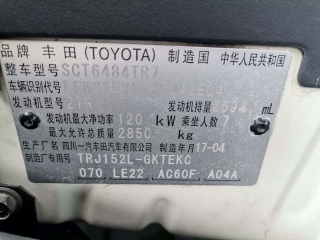 品牌 丰田(TOYOTA) 制造国 中华人民共和国
整车型号 SCT6484TR7
车辆识别代号
发动机型号 2TR 发动机排量 2694 mL
发动机最大净功率 120 kW 乘坐人数 7
最大允许总质量 2850 kg
生产厂名 四川一汽丰田汽车有限公司 制造年月 17-04
制造厂专用号 TRJ152L-GKTEKC
070 LE22 AC60F A04A